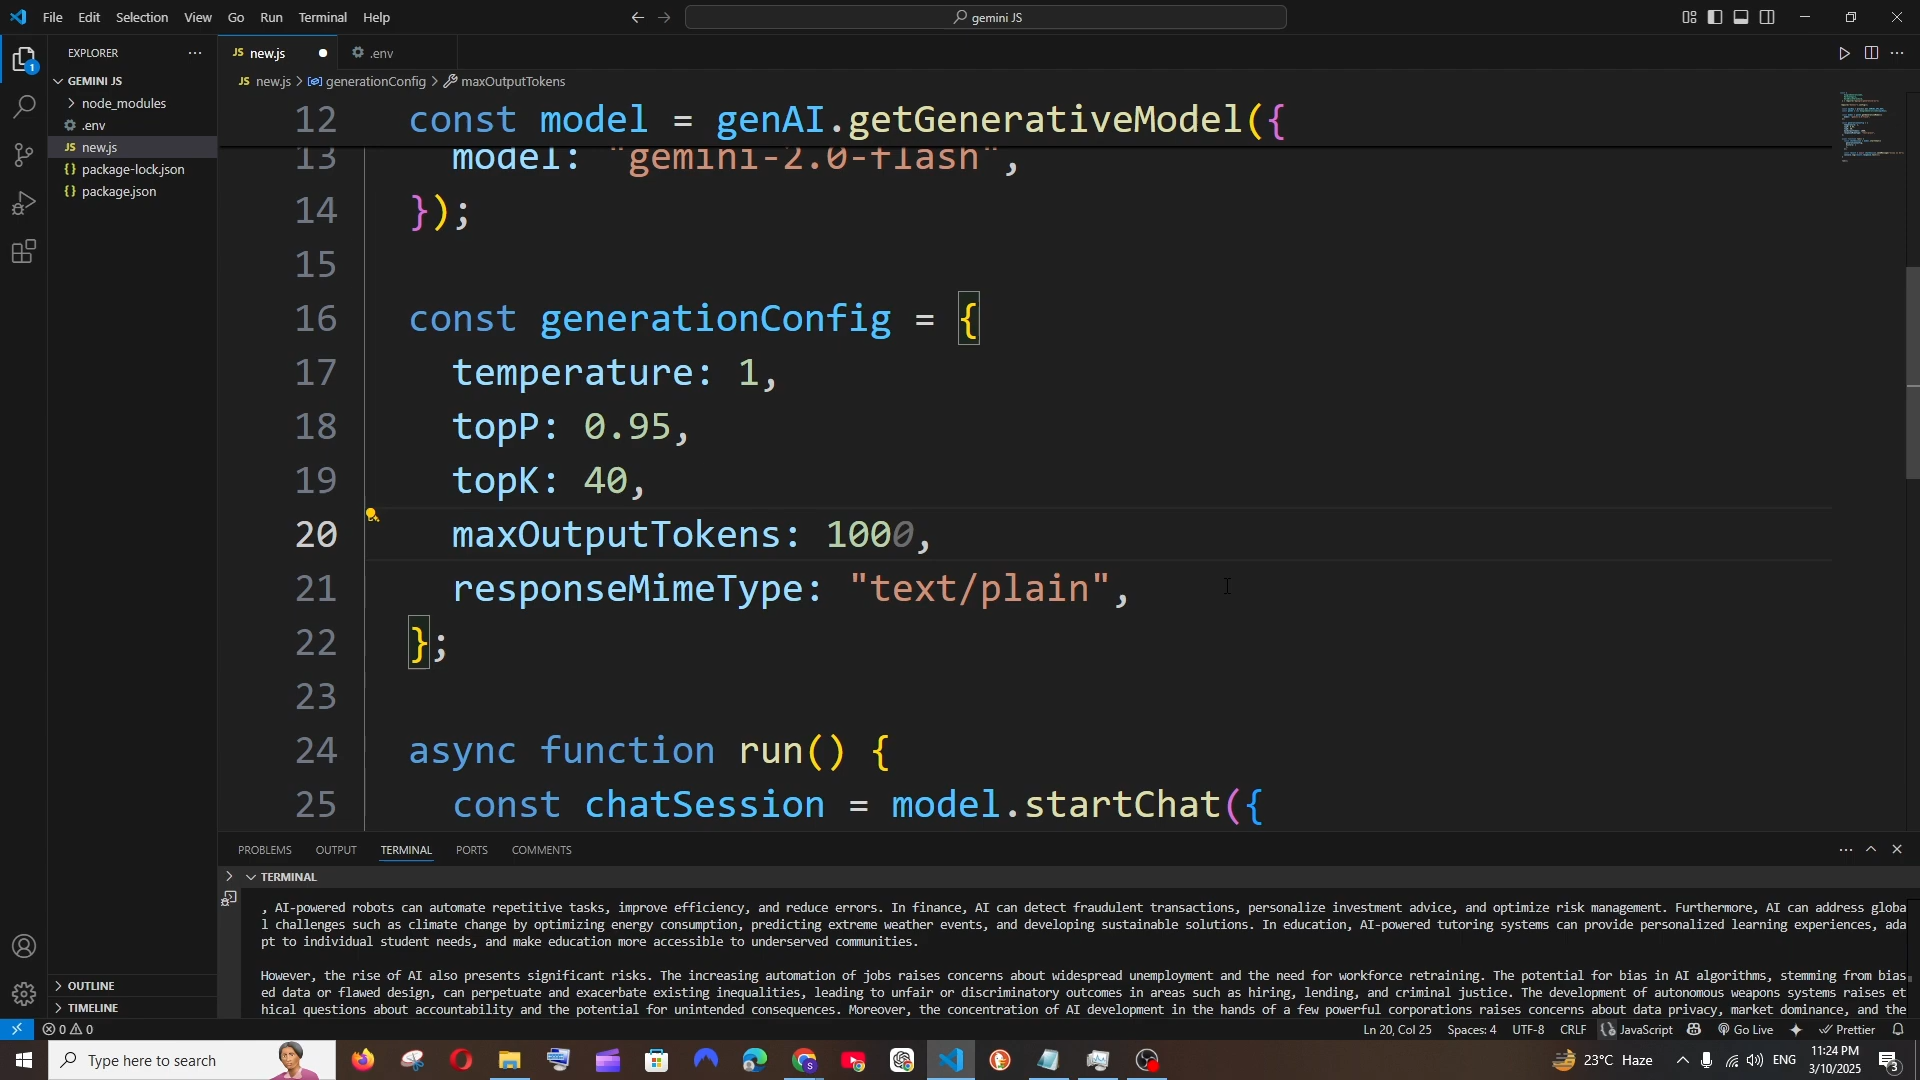 File Edit Selection View Go Run Terminal Help
gemini JS
EXPLORER
GEMINI JS
node_modules
.env
JS new.js
{} package-lock.json
{} package.json
OUTLINE
TIMELINE
1
JS new.js
.env
JS new.js > generationConfig > maxOutputTokens
12 const model = genAI.getGenerativeModel({
13 model: "gemini-2.0-flash",
14 });
15
16 const generationConfig = {
17 temperature: 1,
18 topP: 0.95,
19 topK: 40,
20 maxOutputTokens: 1000,
21 responseMimeType: "text/plain",
22 };
23
24 async function run() {
25 const chatSession = model.startChat({
PROBLEMS OUTPUT TERMINAL PORTS COMMENTS
TERMINAL
, AI-powered robots can automate repetitive tasks, improve efficiency, and reduce errors. In finance, AI can detect fraudulent transactions, personalize investment advice, and optimize risk management. Furthermore, AI can address globa
l challenges such as climate change by optimizing energy consumption, predicting extreme weather events, and developing sustainable solutions. In education, AI-powered tutoring systems can provide personalized learning experiences, ada
pt to individual student needs, and make education more accessible to underserved communities.
However, the rise of AI also presents significant risks. The increasing automation of jobs raises concerns about widespread unemployment and the need for workforce retraining. The potential for bias in AI algorithms, stemming from bias
ed data or flawed design, can perpetuate and exacerbate existing inequalities, leading to unfair or discriminatory outcomes in areas such as hiring, lending, and criminal justice. The development of autonomous weapons systems raises et
hical questions about accountability and the potential for unintended consequences. Moreover, the concentration of AI development in the hands of a few powerful corporations raises concerns about data privacy, market dominance, and the
0 0
Ln 20, Col 25 Spaces: 4 UTF-8 CRLF JavaScript Go Live Prettier
Type here to search
23°C Haze
ENG
11:24 PM
3/10/2025
3